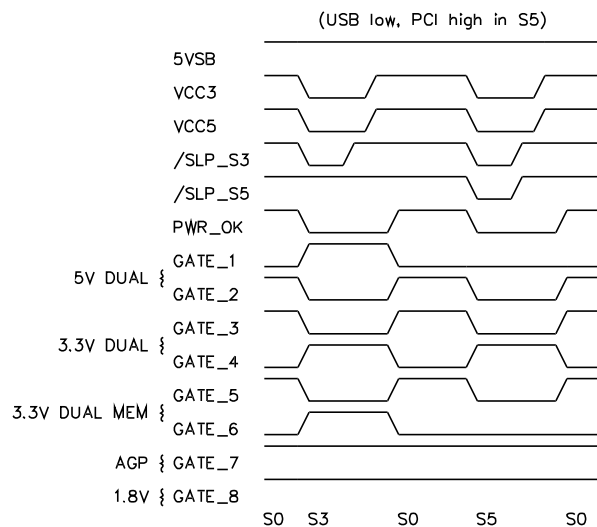 (USB low, PCI high in S5)
5VSB
VCC3
VCC5
/SLP_S3
/SLP_S5
PWR_OK
GATE_1
5V DUAL {
GATE_2
GATE_3
3.3V DUAL {
GATE_4
GATE_5
3.3V DUAL MEM {
GATE_6
AGP { GATE_7
1.8V { GATE_8
S0 S3 S0 S5 S0